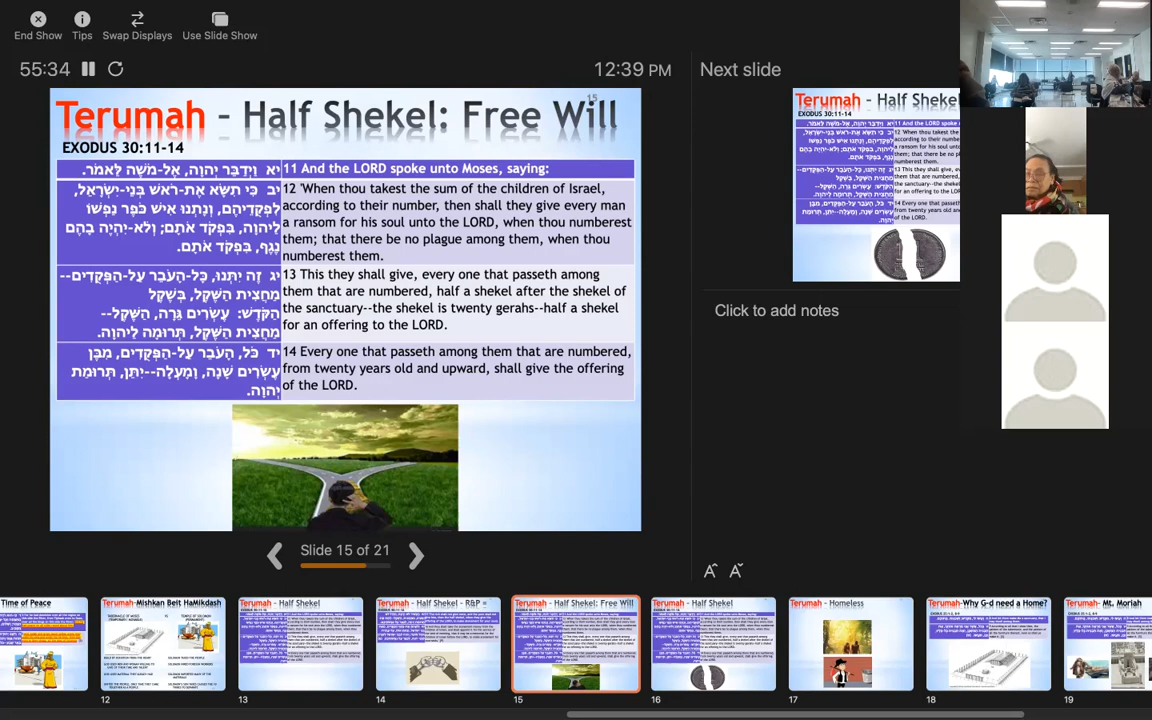 End Show Tips Swap Displays Use Slide Show
55:34
12:39 PM
Next slide
15
Terumah - Half Shekel: Free Will
EXODUS 30:11-14
יא וַיְדַבֵּר יְהוָה, אֶל-מֹשֶׁה לֵּאמֹר.
11 And the LORD spoke unto Moses, saying:
יב כִּי תִשָּׂא אֶת-רֹאשׁ בְּנֵי-יִשְׂרָאֵל,
לִפְקֻדֵיהֶם, וְנָתְנוּ אִישׁ כֹּפֶר נַפְשׁוֹ
לַיהוָה, בִּפְקֹד אֹתָם; וְלֹא-יִהְיֶה בָהֶם
נֶגֶף, בִּפְקֹד אֹתָם.
12 'When thou takest the sum of the children of Israel,
according to their number, then shall they give every man
a ransom for his soul unto the LORD, when thou numberest
them; that there be no plague among them, when thou
numberest them.
יג זֶה יִתְּנוּ, כָּל-הָעֹבֵר עַל-הַפְּקֻדִים--
מַחֲצִית הַשֶּׁקֶל, בְּשֶׁקֶל
הַקֹּדֶשׁ: עֶשְׂרִים גֵּרָה, הַשֶּׁקֶל--
מַחֲצִית הַשֶּׁקֶל, תְּרוּמָה לַיהוָה.
13 This they shall give, every one that passeth among
them that are numbered, half a shekel after the shekel of
the sanctuary--the shekel is twenty gerahs--half a shekel
for an offering to the LORD.
יד כֹּל, הָעֹבֵר עַל-הַפְּקֻדִים, מִבֶּן
עֶשְׂרִים שָׁנָה, וָמָעְלָה--יִתֵּן, תְּרוּמַת
יְהוָה.
14 Every one that passeth among them that are numbered,
from twenty years old and upward, shall give the offering
of the LORD.
Slide 15 of 21
Terumah - Half Shekel
EXODUS 30:11-14
Click to add notes
Time of Peace
Terumah-Mishkan Beit HaMikdash
Terumah - Half Shekel
Terumah - Half Shekel - R&P
Terumah - Half Shekel: Free Will
Terumah - Half Shekel
Terumah - Homeless
Terumah-Why G-d need a Home?
Terumah - Mt. Moriah
12 13 14 15 16 17 18 19